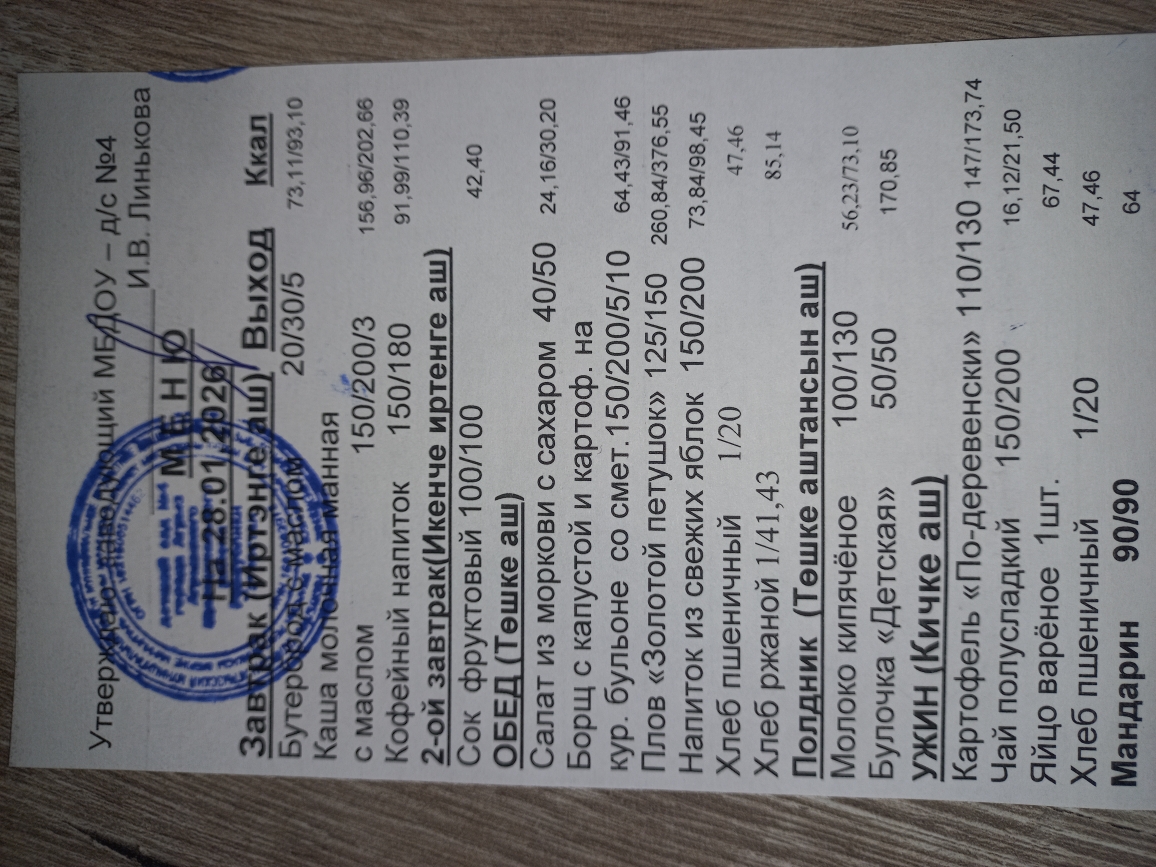 Утверждаю заведующий МБДОУ – д/с №4
И.В. Линькова
М Е Н Ю
На 28.01.2026
Завтрак (Иртэнге аш) Выход Ккал
Бутерброд с маслом 20/30/5 73,11/93,10
Каша молочная манная
с маслом 150/200/3 156,96/202,66
Кофейный напиток 150/180 91,99/110,39
2-ой завтрак(Икенче иртенге аш)
Сок фруктовый 100/100 42,40
ОБЕД (Төшке аш)
Салат из моркови с сахаром 40/50 24,16/30,20
Борщ с капустой и картоф. на
кур. бульоне со смет.150/200/5/10 64,43/91,46
Плов «Золотой петушок» 125/150 260,84/376,55
Напиток из свежих яблок 150/200 73,84/98,45
Хлеб пшеничный 1/20 47,46
Хлеб ржаной 1/41,43 85,14
Полдник (Төшке аштансын аш)
Молоко кипячёное 100/130 56,23/73,10
Булочка «Детская» 50/50 170,85
УЖИН (Кичке аш)
Картофель «По-деревенски» 110/130 147/173,74
Чай полусладкий 150/200 16,12/21,50
Яйцо варёное 1шт. 67,44
Хлеб пшеничный 1/20 47,46
Мандарин 90/90 64